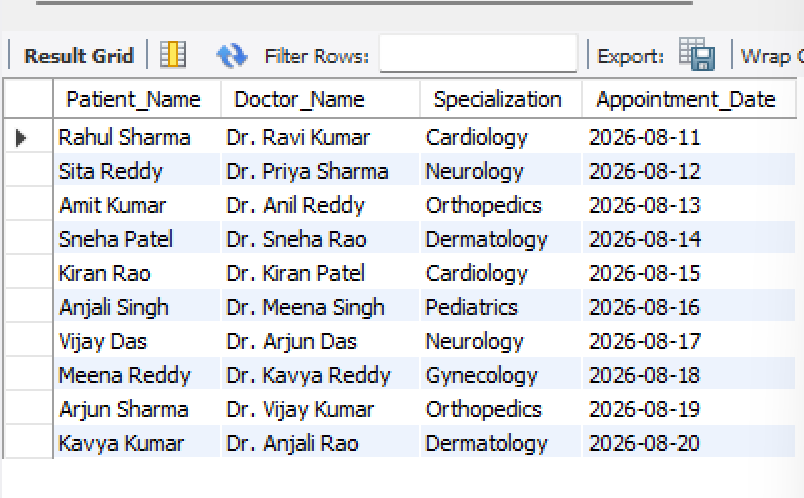 Result Grid Filter Rows: Export: Wrap
Patient_Name Doctor_Name Specialization Appointment_Date
Rahul Sharma Dr. Ravi Kumar Cardiology 2026-08-11
Sita Reddy Dr. Priya Sharma Neurology 2026-08-12
Amit Kumar Dr. Anil Reddy Orthopedics 2026-08-13
Sneha Patel Dr. Sneha Rao Dermatology 2026-08-14
Kiran Rao Dr. Kiran Patel Cardiology 2026-08-15
Anjali Singh Dr. Meena Singh Pediatrics 2026-08-16
Vijay Das Dr. Arjun Das Neurology 2026-08-17
Meena Reddy Dr. Kavya Reddy Gynecology 2026-08-18
Arjun Sharma Dr. Vijay Kumar Orthopedics 2026-08-19
Kavya Kumar Dr. Anjali Rao Dermatology 2026-08-20